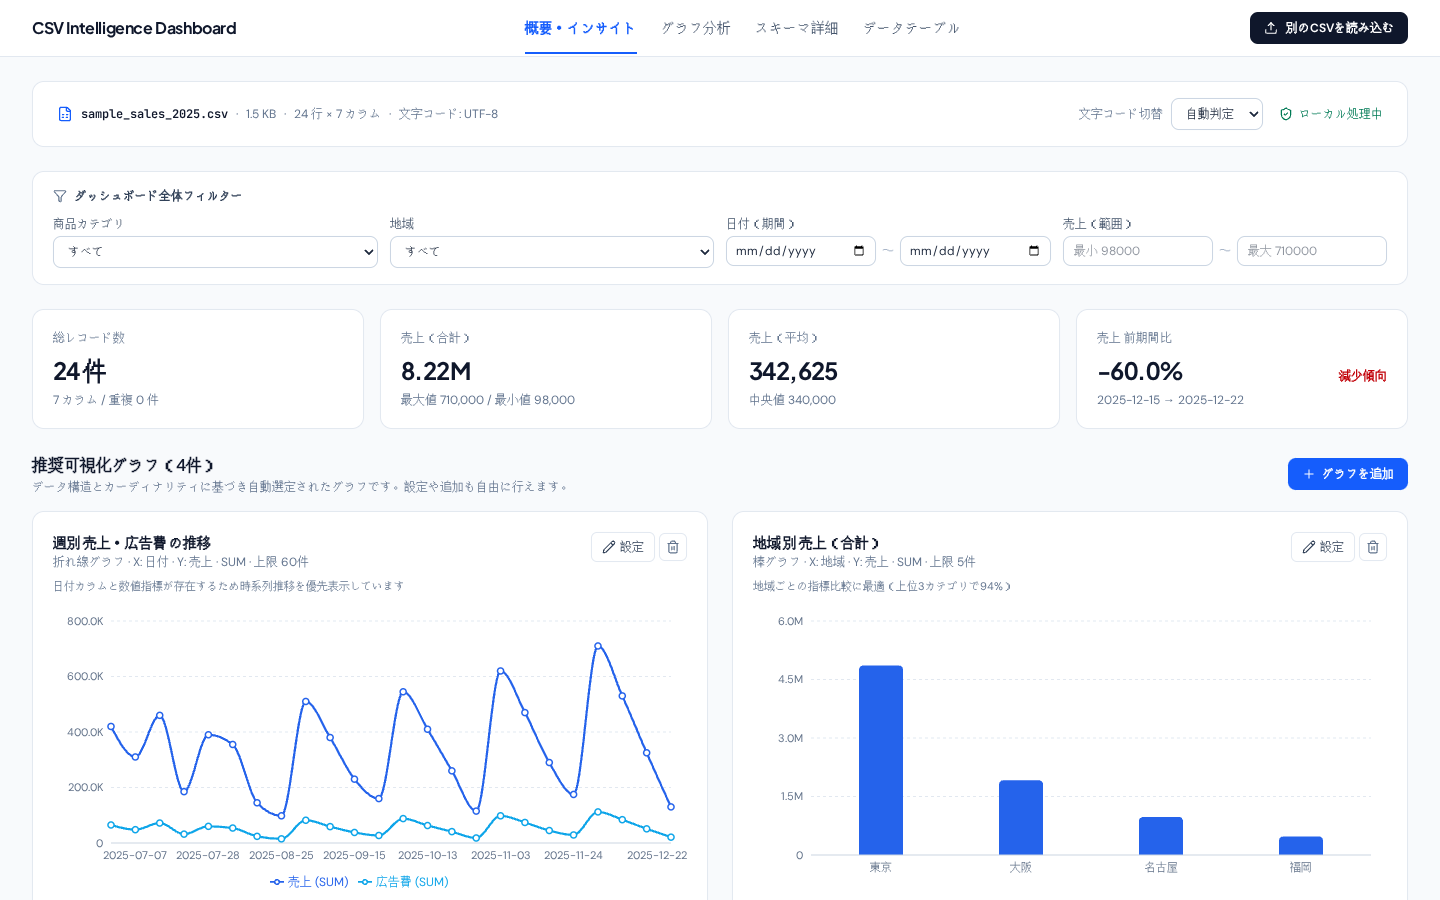 CSV Intelligence Dashboard
概要・インサイト
グラフ分析
スキーマ詳細
データテーブル
別のCSVを読み込む
sample_sales_2025.csv · 1.5 KB · 24 行 × 7 カラム · 文字コード: UTF-8
文字コード切替
自動判定
ローカル処理中
ダッシュボード全体フィルター
商品カテゴリ
地域
日付（期間）
売上（範囲）
すべて
すべて
mm/dd/yyyy ～ mm/dd/yyyy
最小 98000 ～ 最大 710000
総レコード数
24件
7 カラム / 重複 0 件
売上（合計）
8.22M
最大値 710,000 / 最小値 98,000
売上（平均）
342,625
中央値 340,000
売上 前期間比
-60.0%
減少傾向
2025-12-15 → 2025-12-22
推奨可視化グラフ（4件）
データ構造とカーディナリティに基づき自動選定されたグラフです。設定や追加も自由に行えます。
グラフを追加
週別 売上・広告費 の推移
折れ線グラフ · X: 日付 · Y: 売上 · SUM · 上限 60件
設定
日付カラムと数値指標が存在するため時系列推移を優先表示しています
800.0K
600.0K
400.0K
200.0K
0
2025-07-07 2025-07-28 2025-08-25 2025-09-15 2025-10-13 2025-11-03 2025-11-24 2025-12-22
売上 (SUM) 広告費 (SUM)
地域別 売上（合計）
棒グラフ · X: 地域 · Y: 売上 · SUM · 上限 5件
設定
地域ごとの指標比較に最適（上位3カテゴリで94%）
6.0M
4.5M
3.0M
1.5M
0
東京 大阪 名古屋 福岡